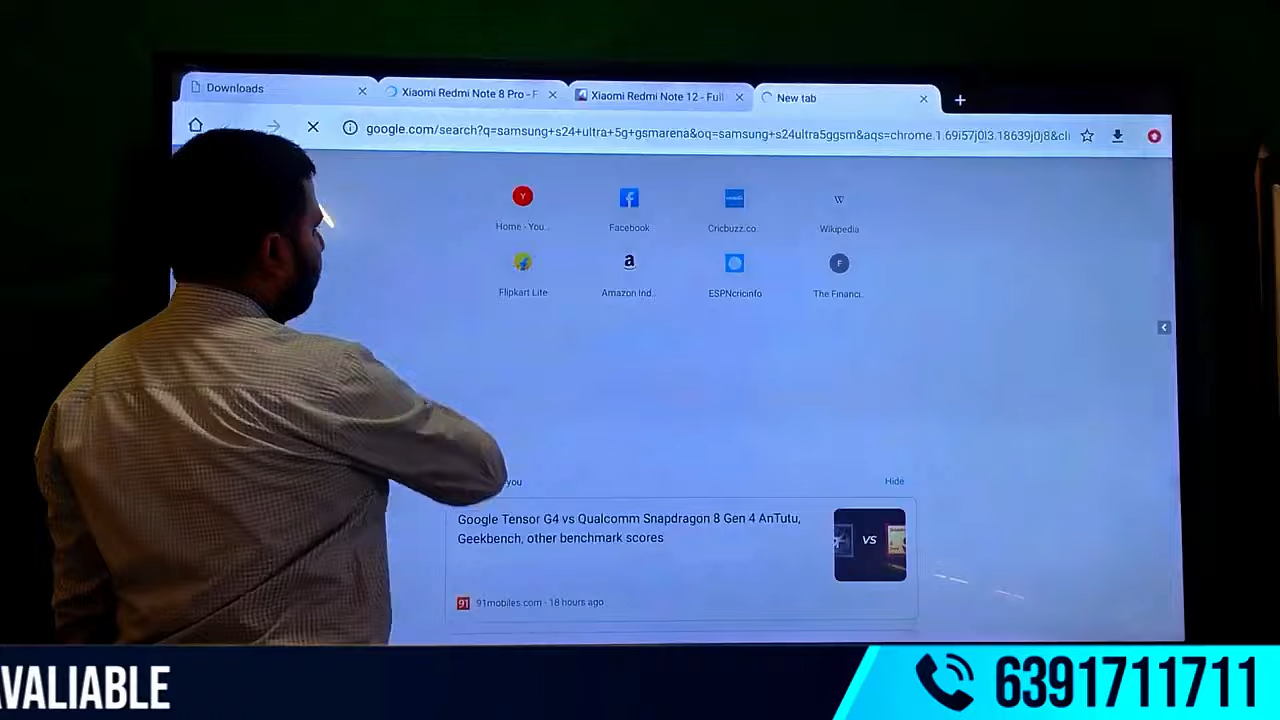 Downloads
Xiaomi Redmi Note 8 Pro - F
Xiaomi Redmi Note 12 - Full
New tab
google.com/search?q=samsung+s24+ultra+5g+gsmarena&oq=samsung+s24ultra5ggsm&aqs=chrome.1.69i57j0l3.18639j0j8&cli
Y
W
Home - You..
Facebook
Cricbuzz.co..
Wikipedia
a
F
Flipkart Lite
Amazon Ind..
ESPNcricinfo
The Financi..
you
Hide
Google Tensor G4 vs Qualcomm Snapdragon 8 Gen 4 AnTutu,
Geekbench, other benchmark scores
VS
91 91mobiles.com - 18 hours ago
AVALIABLE
6391711711